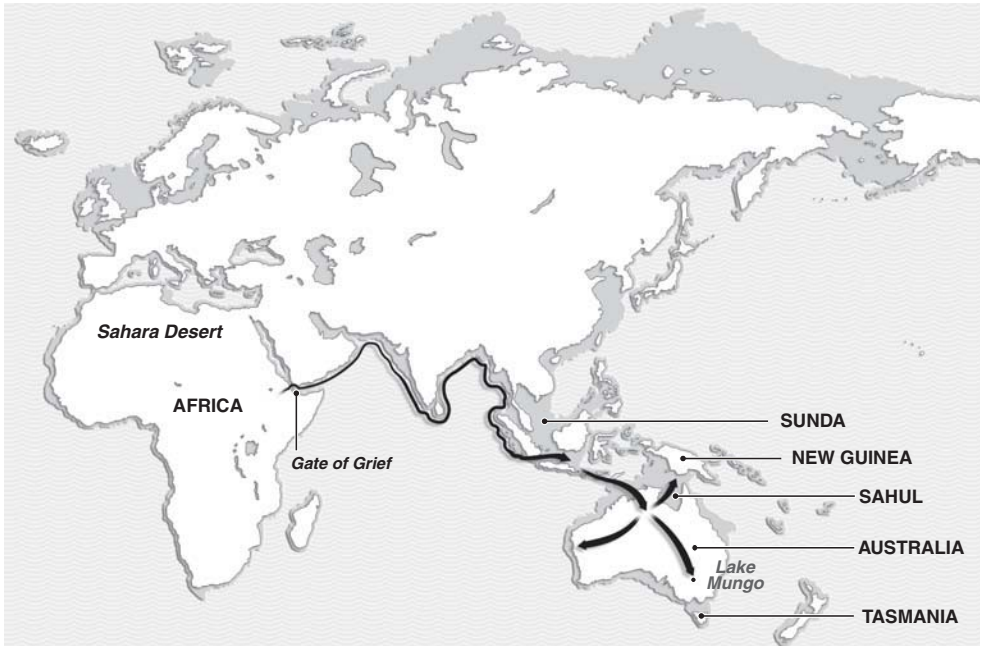 Sahara Desert
AFRICA
Gate of Grief
SUNDA
NEW GUINEA
SAHUL
AUSTRALIA
Lake
Mungo
TASMANIA